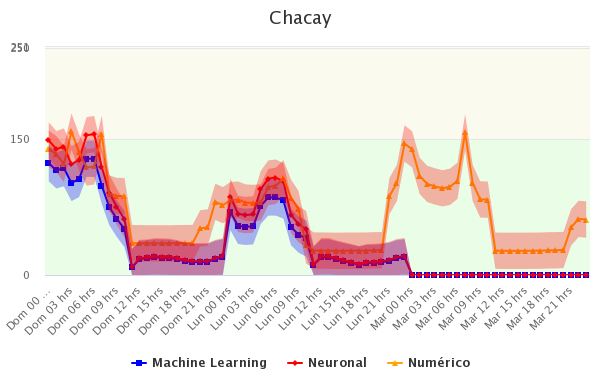 Chacay
250
150
0
Dom 00 ...
Dom 03 hrs
Dom 06 hrs
Dom 09 hrs
Dom 12 hrs
Dom 15 hrs
Dom 18 hrs
Dom 21 hrs
Lun 00 hrs
Lun 03 hrs
Lun 06 hrs
Lun 09 hrs
Lun 12 hrs
Lun 15 hrs
Lun 18 hrs
Lun 21 hrs
Mar 00 hrs
Mar 03 hrs
Mar 06 hrs
Mar 09 hrs
Mar 12 hrs
Mar 15 hrs
Mar 18 hrs
Mar 21 hrs
Machine Learning
Neuronal
Numérico